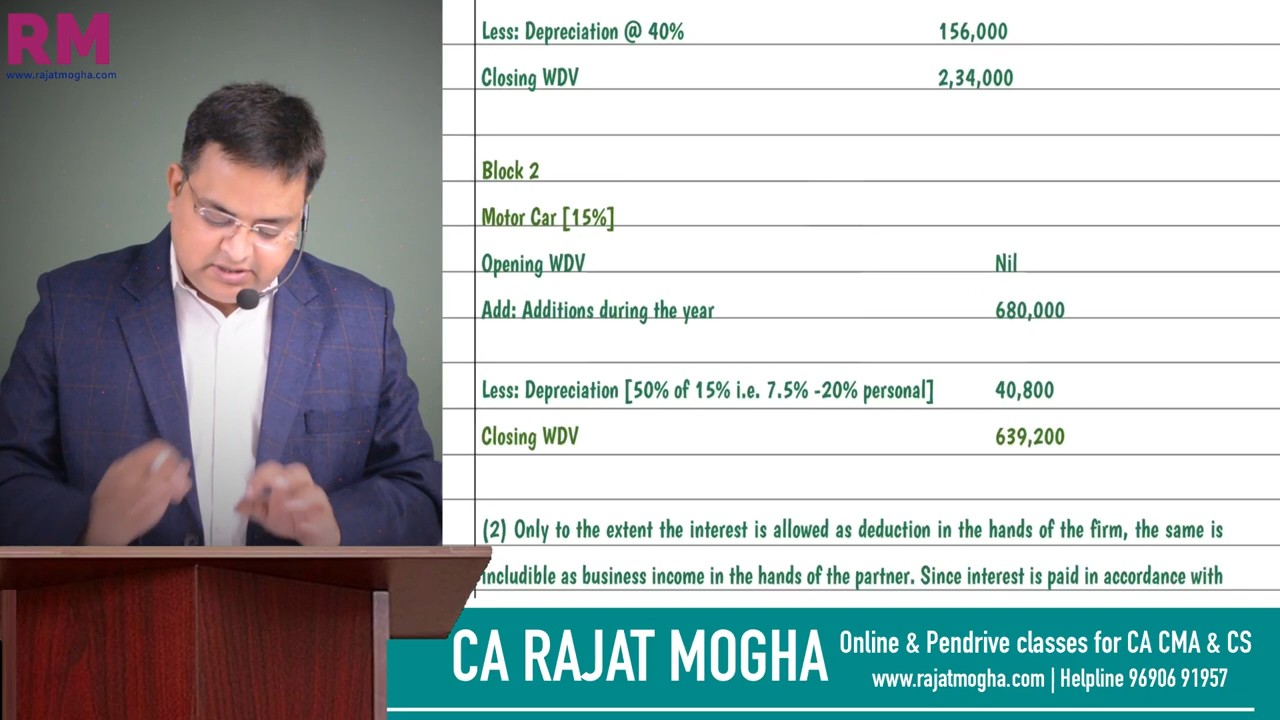 RM
www.rajatmogha.com
Less: Depreciation @ 40% 156,000
Closing WDV 2,34,000
Block 2
Motor Car [15%]
Opening WDV Nil
Add: Additions during the year 680,000
Less: Depreciation [50% of 15% i.e. 7.5% -20% personal] 40,800
Closing WDV 639,200
(2) Only to the extent the interest is allowed as deduction in the hands of the firm, the same is
includible as business income in the hands of the partner. Since interest is paid in accordance with
CA RAJAT MOGHA
Online & Pendrive classes for CA CMA & CS
www.rajatmogha.com | Helpline 96906 91957